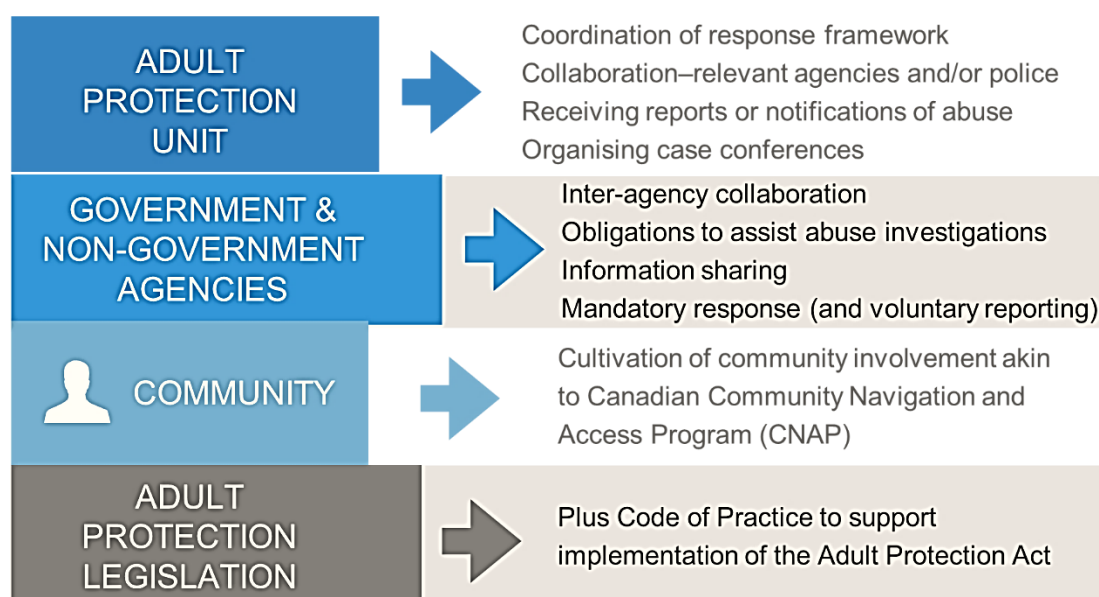 ADULT
PROTECTION
UNIT
Coordination of response framework
Collaboration–relevant agencies and/or police
Receiving reports or notifications of abuse
Organising case conferences
GOVERNMENT &
NON-GOVERNMENT
AGENCIES
Inter-agency collaboration
Obligations to assist abuse investigations
Information sharing
Mandatory response (and voluntary reporting)
COMMUNITY
Cultivation of community involvement akin
to Canadian Community Navigation and
Access Program (CNAP)
ADULT
PROTECTION
LEGISLATION
Plus Code of Practice to support
implementation of the Adult Protection Act